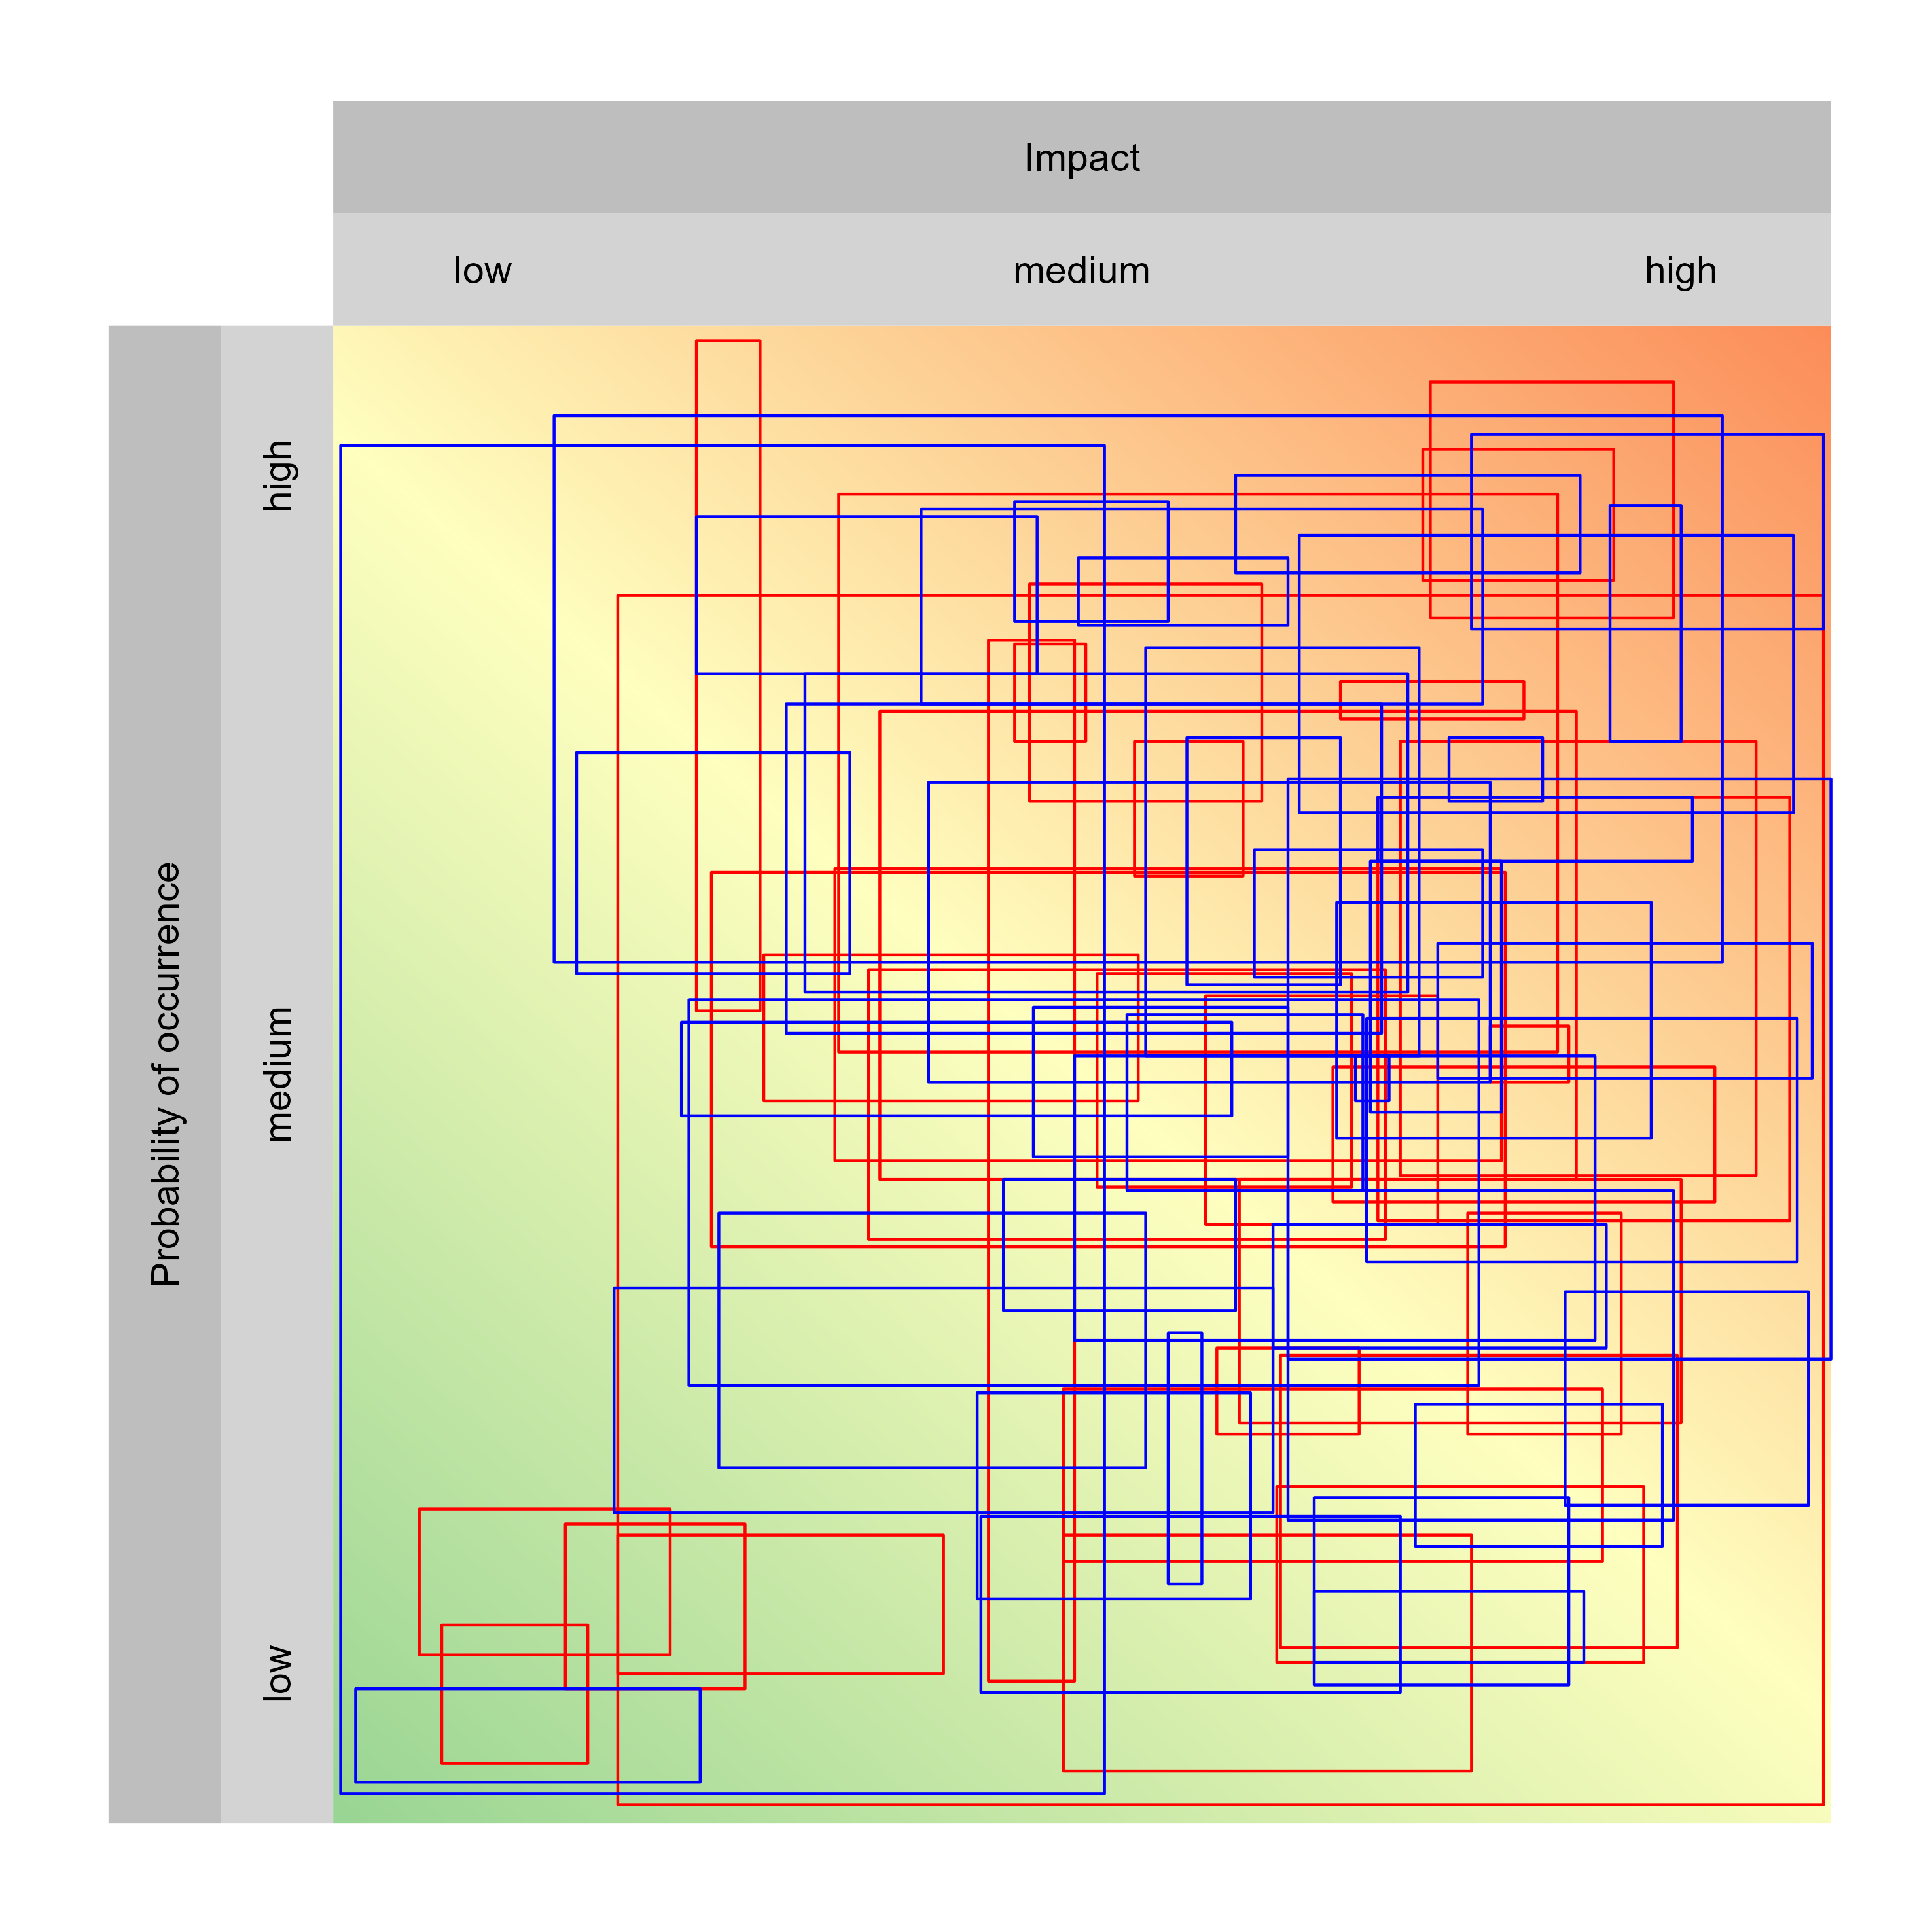 Impact
low medium high
Probability of occurrence
high
medium
low